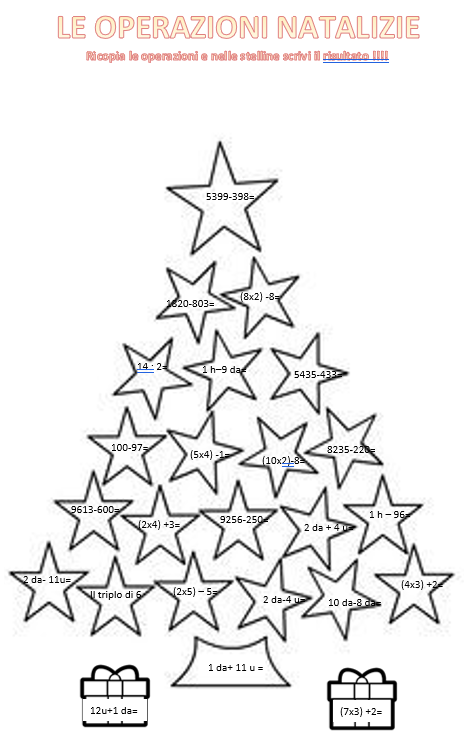 LE OPERAZIONI NATALIZIE
Ricopia le operazioni e nelle stelline scrivi il risultato !!!!
5399-398=
1820-803=
(8x2) -8=
14 : 2=
1 h–9 da=
5435-433=
100-97=
(5x4) -1=
(10x2)-8=
8235-220=
9613-600=
(2x4) +3=
9256-250=
2 da + 4 u=
1 h – 96=
2 da- 11u=
Il triplo di 6
(2x5) – 5=
2 da-4 u=
10 da-8 da=
(4x3) +2=
1 da+ 11 u =
12u+1 da=
(7x3) +2=